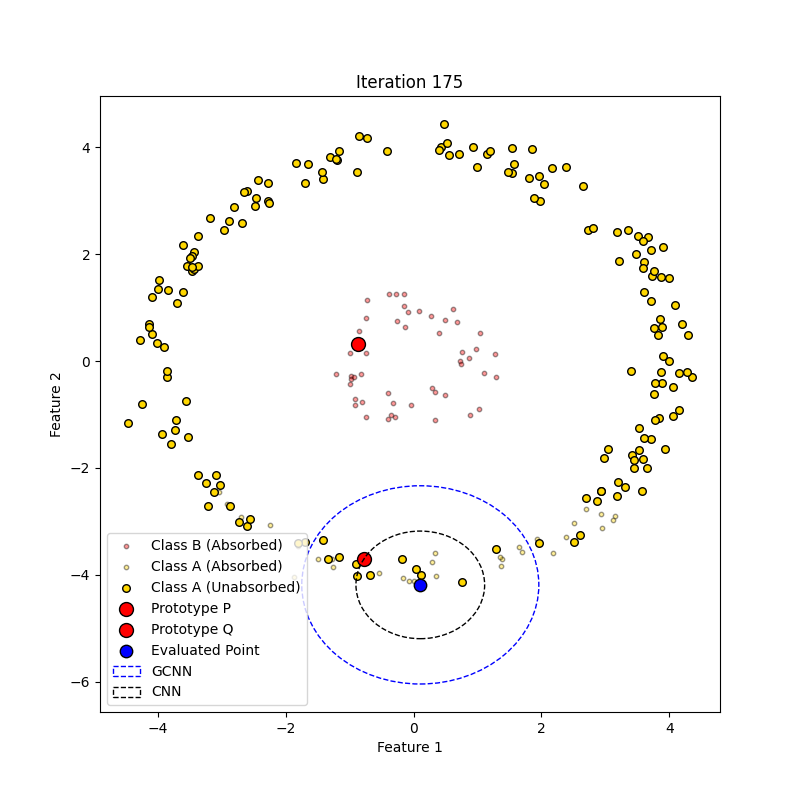 Iteration 175
Feature 2
4
2
0
−2
−4
−6
Class B (Absorbed)
Class A (Absorbed)
Class A (Unabsorbed)
Prototype P
Prototype Q
Evaluated Point
GCNN
CNN
−4
−2
0
2
4
Feature 1